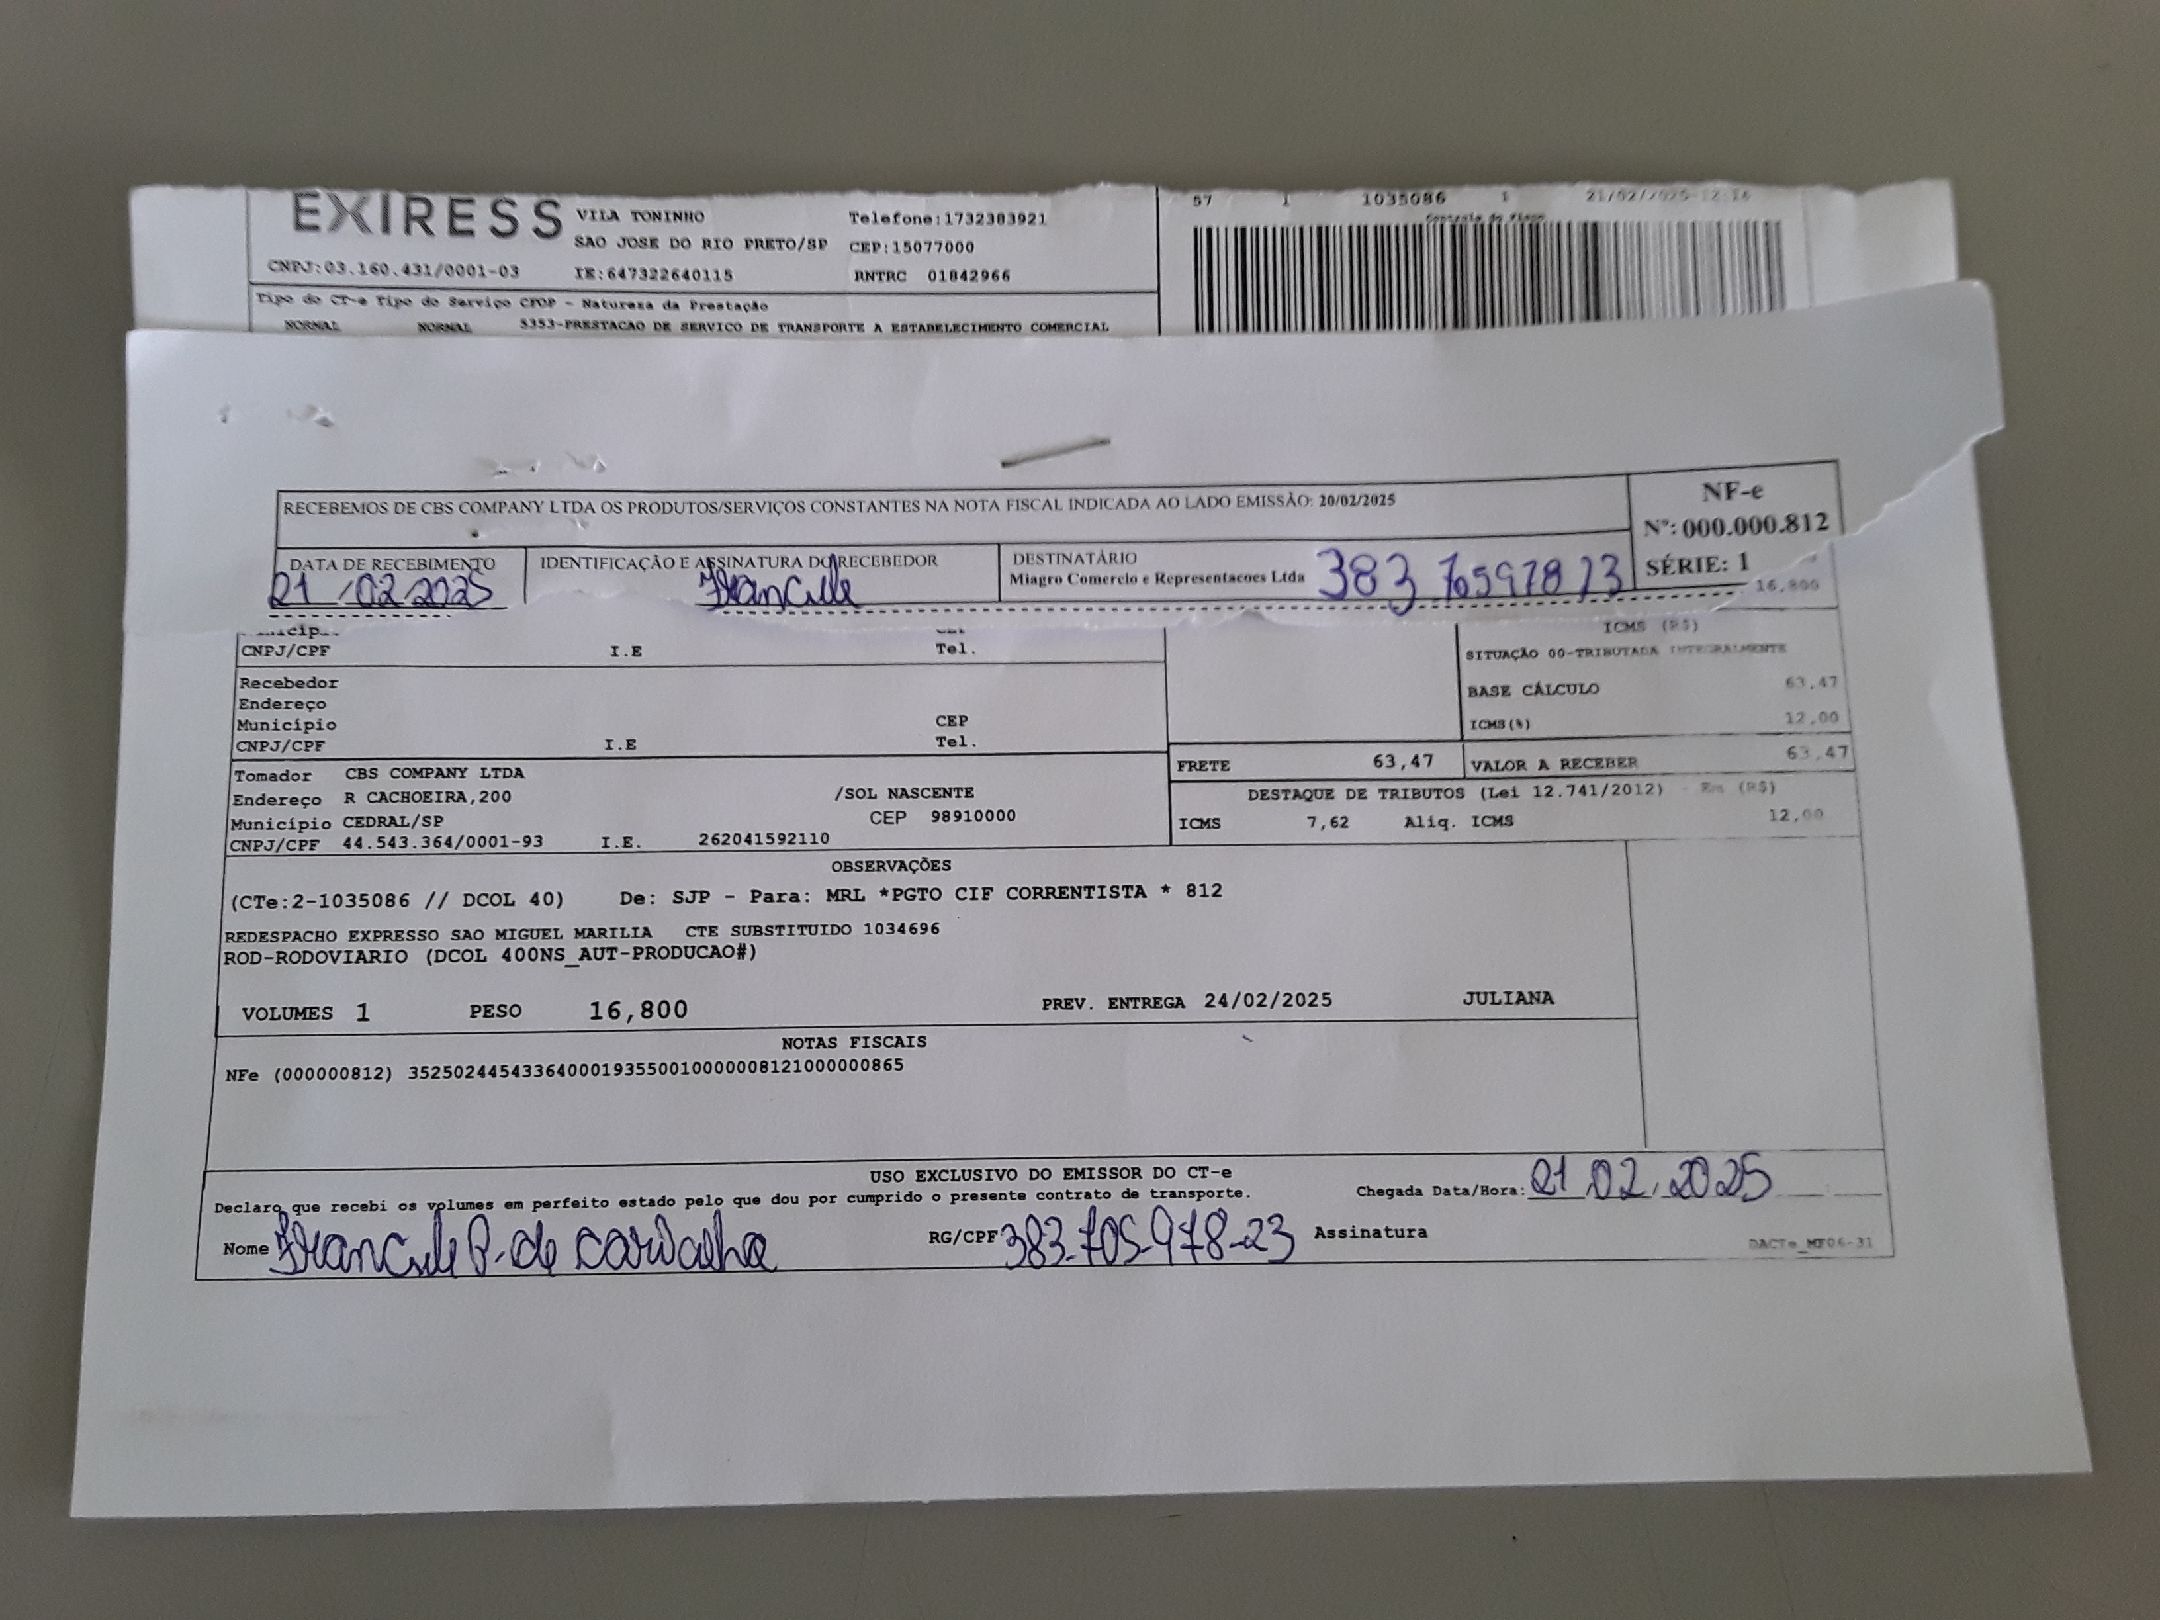 EXIRESS
VILA TONINHO Telefone:1732383921
SAO JOSE DO RIO PRETO/SP CEP:15077000
CNPJ:03.160.431/0001-03 IE:647322640115 RNTRC 01842966
57 1 1035086 1 21/02/2025 12:16
Controle do Fisco
Tipo do CT-e Tipo do Serviço CFOP - Natureza da Prestação
NORMAL NORMAL 5353-PRESTACAO DE SERVICO DE TRANSPORTE A ESTABELECIMENTO COMERCIAL
RECEBEMOS DE CBS COMPANY LTDA OS PRODUTOS/SERVIÇOS CONSTANTES NA NOTA FISCAL INDICADA AO LADO EMISSÃO: 20/02/2025
NF-e
Nº: 000.000.812
SÉRIE: 1
DATA DE RECEBIMENTO IDENTIFICAÇÃO E ASSINATURA DO RECEBEDOR DESTINATÁRIO
21/02/2025 Miagro Comercio e Representacoes Ltda
16,800
CNPJ/CPF I.E Tel.
Recebedor
Endereço
Município CEP
CNPJ/CPF I.E Tel.
ICMS (R$)
SITUAÇÃO 00-TRIBUTADA INTEGRALMENTE
BASE CÁLCULO 63,47
ICMS(%) 12,00
FRETE 63,47 VALOR A RECEBER 63,47
Tomador CBS COMPANY LTDA
Endereço R CACHOEIRA,200 /SOL NASCENTE
Município CEDRAL/SP CEP 98910000
CNPJ/CPF 44.543.364/0001-93 I.E. 262041592110
DESTAQUE DE TRIBUTOS (Lei 12.741/2012) - Em (R$)
ICMS 7,62 Aliq. ICMS 12,00
OBSERVAÇÕES
(CTe:2-1035086 // DCOL 40) De: SJP - Para: MRL *PGTO CIF CORRENTISTA * 812
REDESPACHO EXPRESSO SAO MIGUEL MARILIA CTE SUBSTITUIDO 1034696
ROD-RODOVIARIO (DCOL 400NS_AUT-PRODUCAO#)
VOLUMES 1 PESO 16,800 PREV. ENTREGA 24/02/2025 JULIANA
NOTAS FISCAIS
NFe (000000812) 35250244543364000193550010000008121000000865
USO EXCLUSIVO DO EMISSOR DO CT-e
Declaro que recebi os volumes em perfeito estado pelo que dou por cumprido o presente contrato de transporte. Chegada Data/Hora: 21/02/2025
Nome P. de Carvalho RG/CPF 383.705.978-23 Assinatura
DACTe_MF06-31